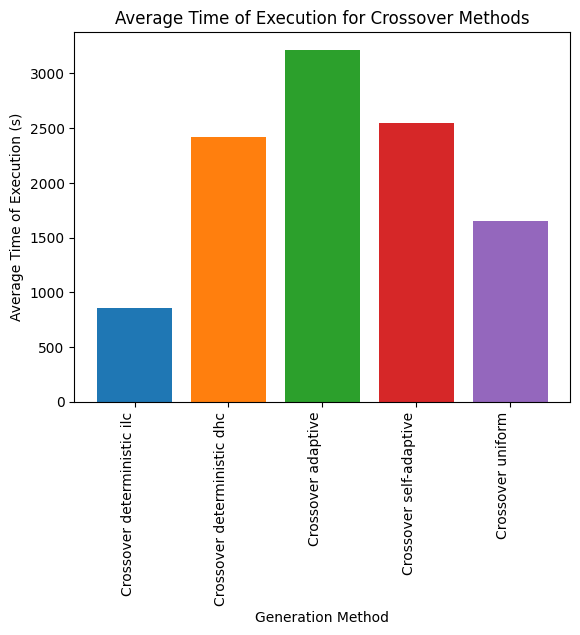 Average Time of Execution for Crossover Methods
Average Time of Execution (s)
3000
2500
2000
1500
1000
500
0
Crossover deterministic ilc
Crossover deterministic dhc
Crossover adaptive
Crossover self-adaptive
Crossover uniform
Generation Method